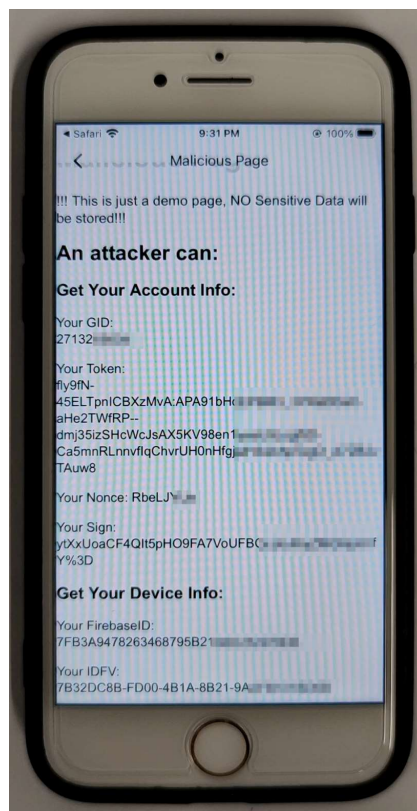 Safari 9:31 PM 100%
Malicious Page
!!! This is just a demo page, NO Sensitive Data will
be stored!!!
An attacker can:
Get Your Account Info:
Your GID:
27132
Your Token:
fly9fN-
45ELTpnICBXzMvA:APA91bH
aHe2TWfRP--
dmj35izSHcWcJsAX5KV98en1
Ca5mnRLnnvflqChvrUH0nHfgj
TAuw8
Your Nonce: RbeLJY
Your Sign:
ytXxUoaCF4QIt5pHO9FA7VoUFB
Y%3D
Get Your Device Info:
Your FirebaseID:
7FB3A9478263468795B21
Your IDFV:
7B32DC8B-FD00-4B1A-8B21-9A